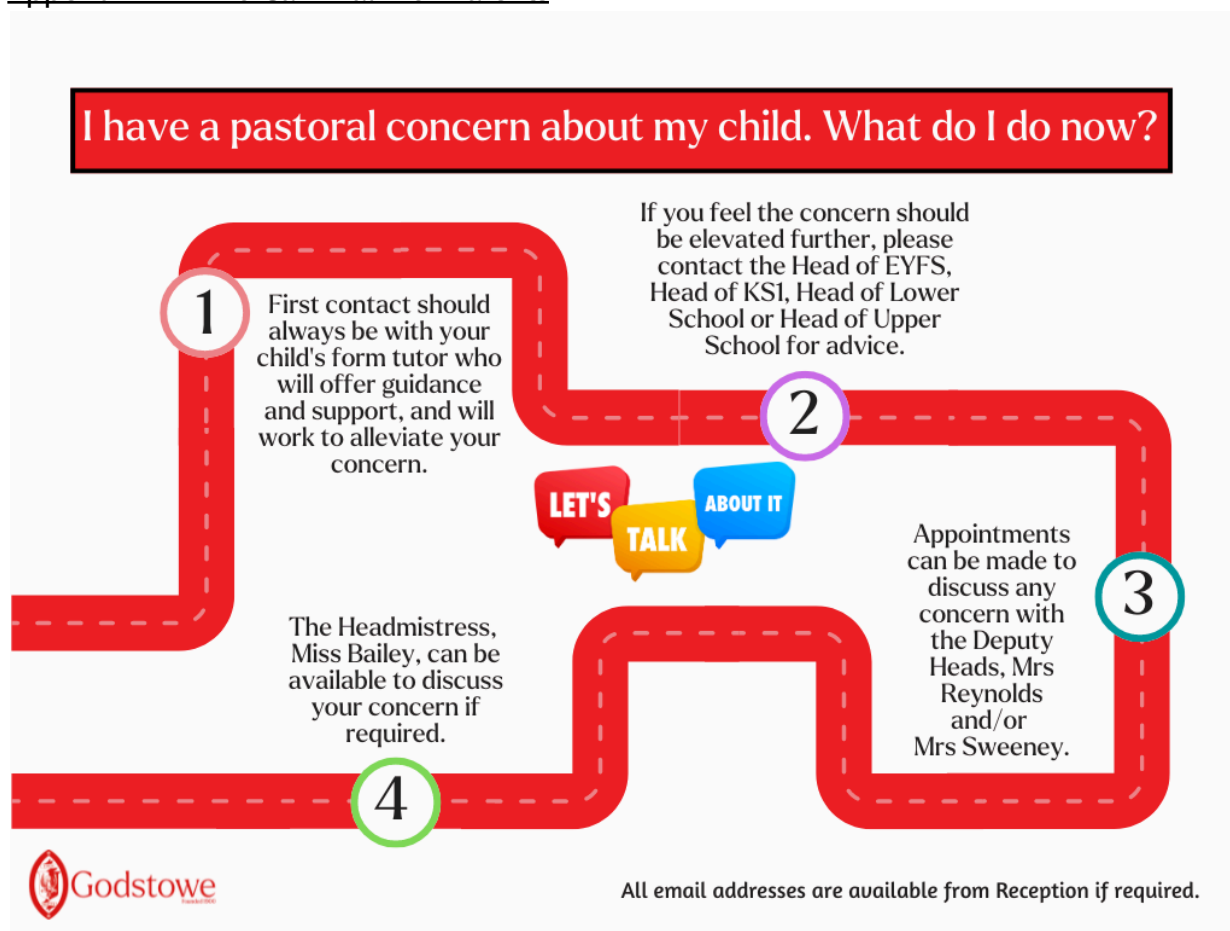 I have a pastoral concern about my child. What do I do now?
1
First contact should
always be with your
child's form tutor who
will offer guidance
and support, and will
work to alleviate your
concern.
If you feel the concern should
be elevated further, please
contact the Head of EYFS,
Head of KS1, Head of Lower
School or Head of Upper
School for advice.
2
LET'S
TALK
ABOUT IT
Appointments
can be made to
discuss any
concern with
the Deputy
Heads, Mrs
Reynolds
and/or
Mrs Sweeney.
3
The Headmistress,
Miss Bailey, can be
available to discuss
your concern if
required.
4
Godstowe
All email addresses are available from Reception if required.